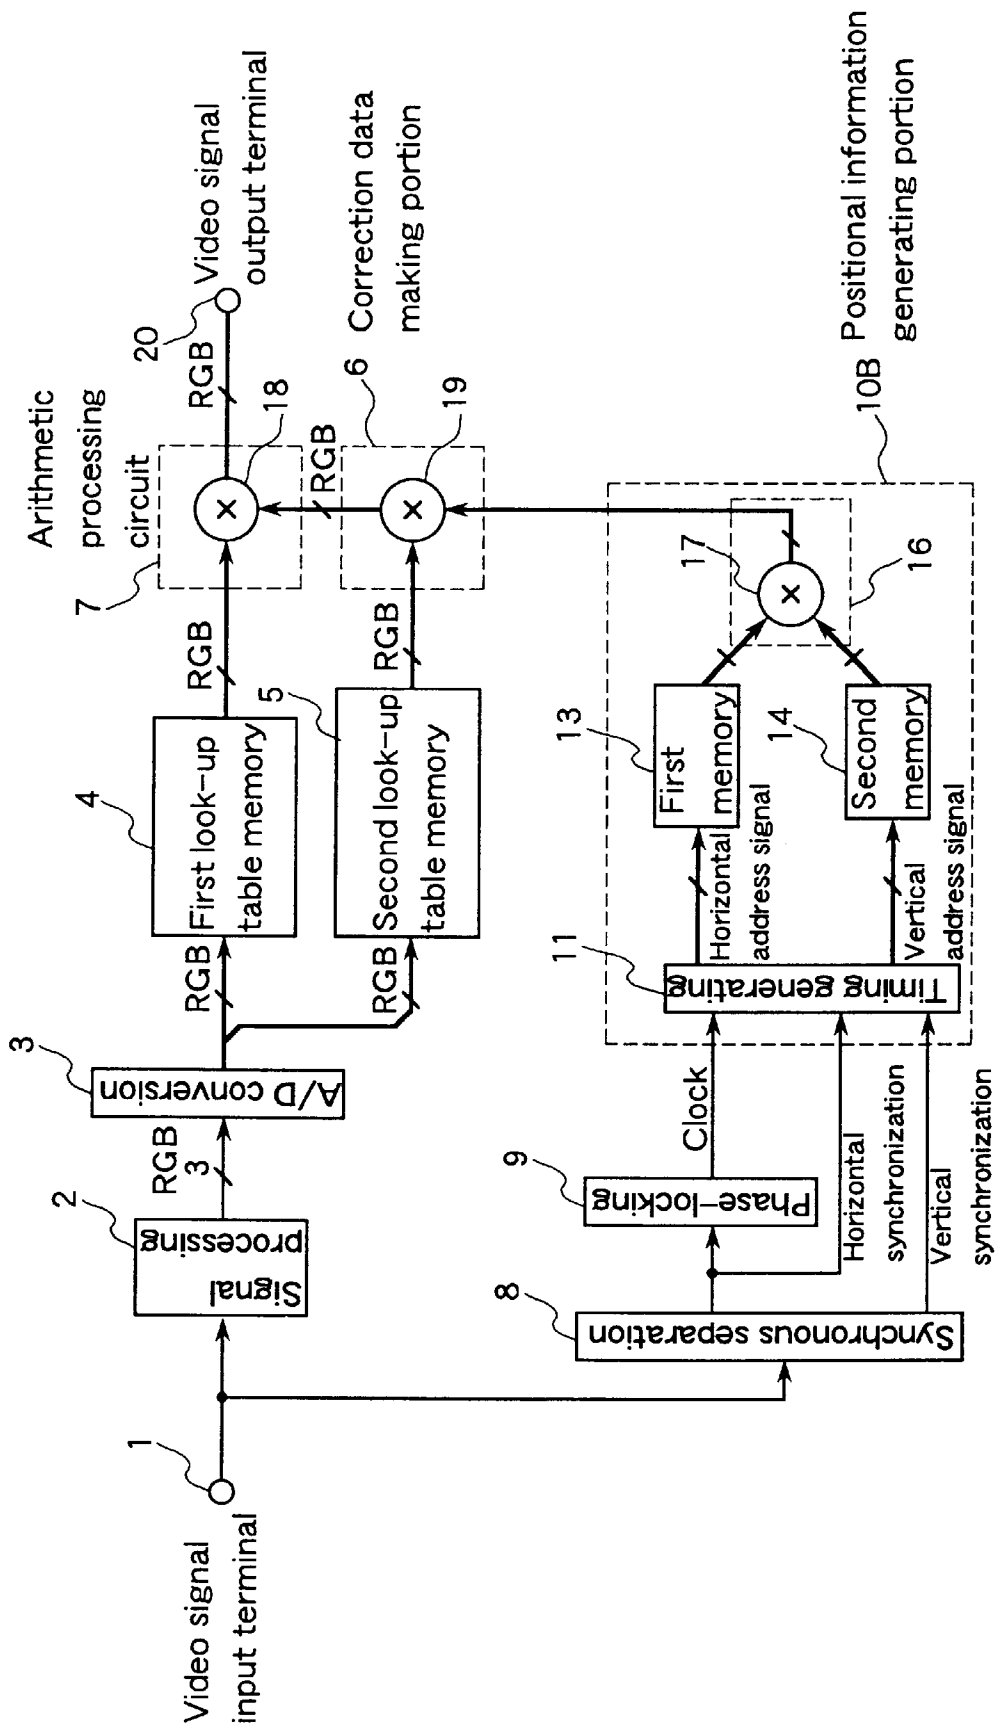 Video signal
input terminal
1
2
Signal
processing
RGB
3
3
A/D conversion
RGB
RGB
4
First look-up
table memory
5
Second look-up
table memory
RGB
RGB
Arithmetic
processing
circuit
7
18
RGB
20
Video signal
output terminal
RGB
6
Correction data
making portion
19
8
Synchronous separation
9
Phase-locking
Clock
Horizontal
synchronization
Vertical
synchronization
11
Timing generating
Horizontal
address signal
Vertical
address signal
13
First
memory
14
Second
memory
17
16
10B
Positional information
generating portion